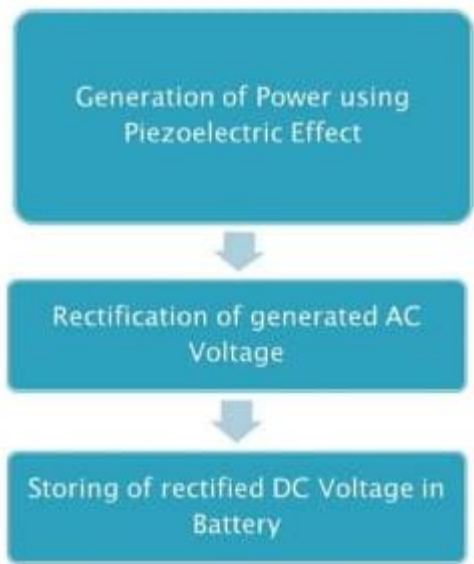 Generation of Power using
Piezoelectric Effect
Rectification of generated AC
Voltage
Storing of rectified DC Voltage in
Battery